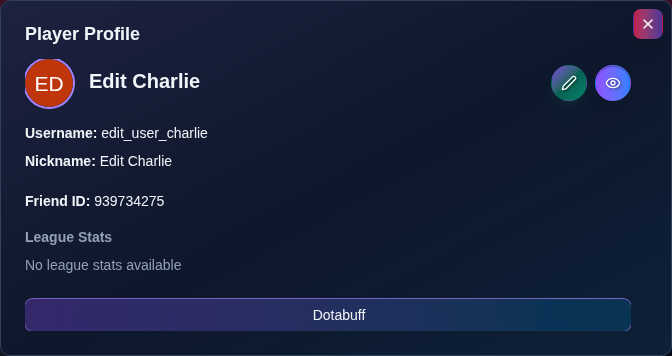 Player Profile
ED
Edit Charlie
Username: edit_user_charlie
Nickname: Edit Charlie
Friend ID: 939734275
League Stats
No league stats available
Dotabuff